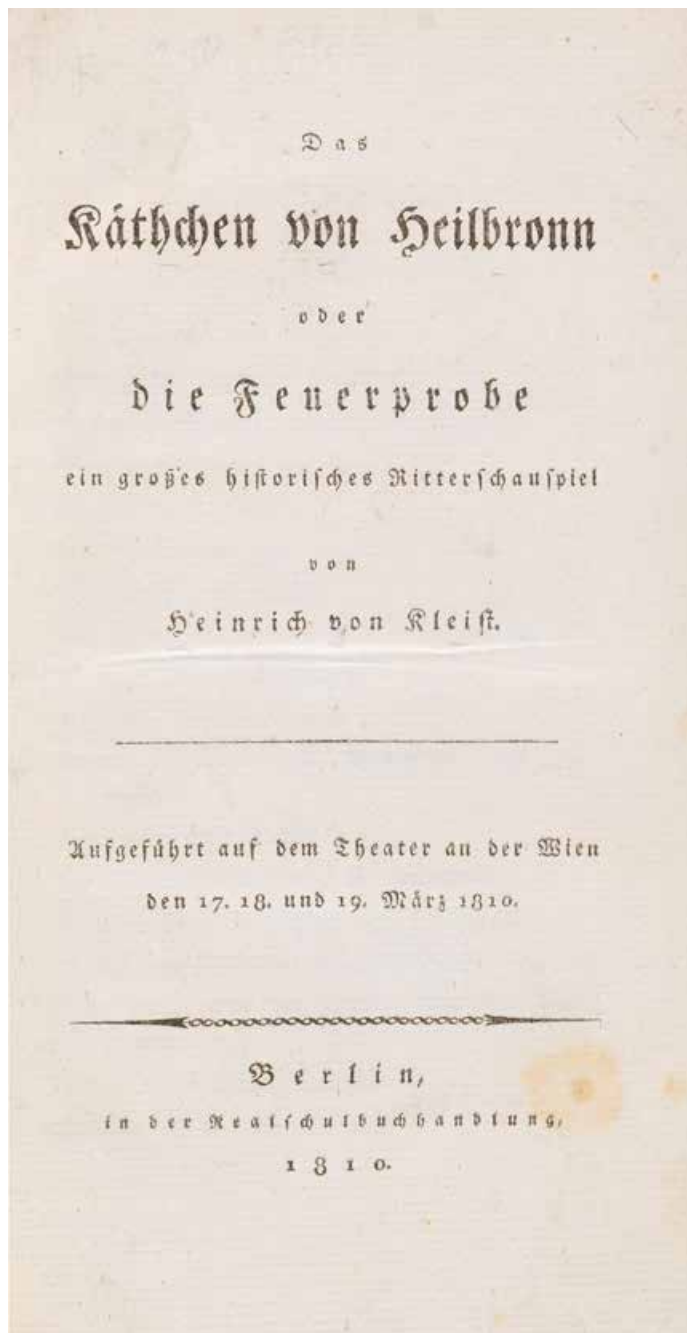 Das
Käthchen von Heilbronn
oder
die Feuerprobe
ein großes historisches Ritterschauspiel
von
Heinrich von Kleist.
Aufgeführt auf dem Theater an der Wien
den 17. 18. und 19. März 1810.
Berlin,
in der Realschulbuchhandlung,
1810.